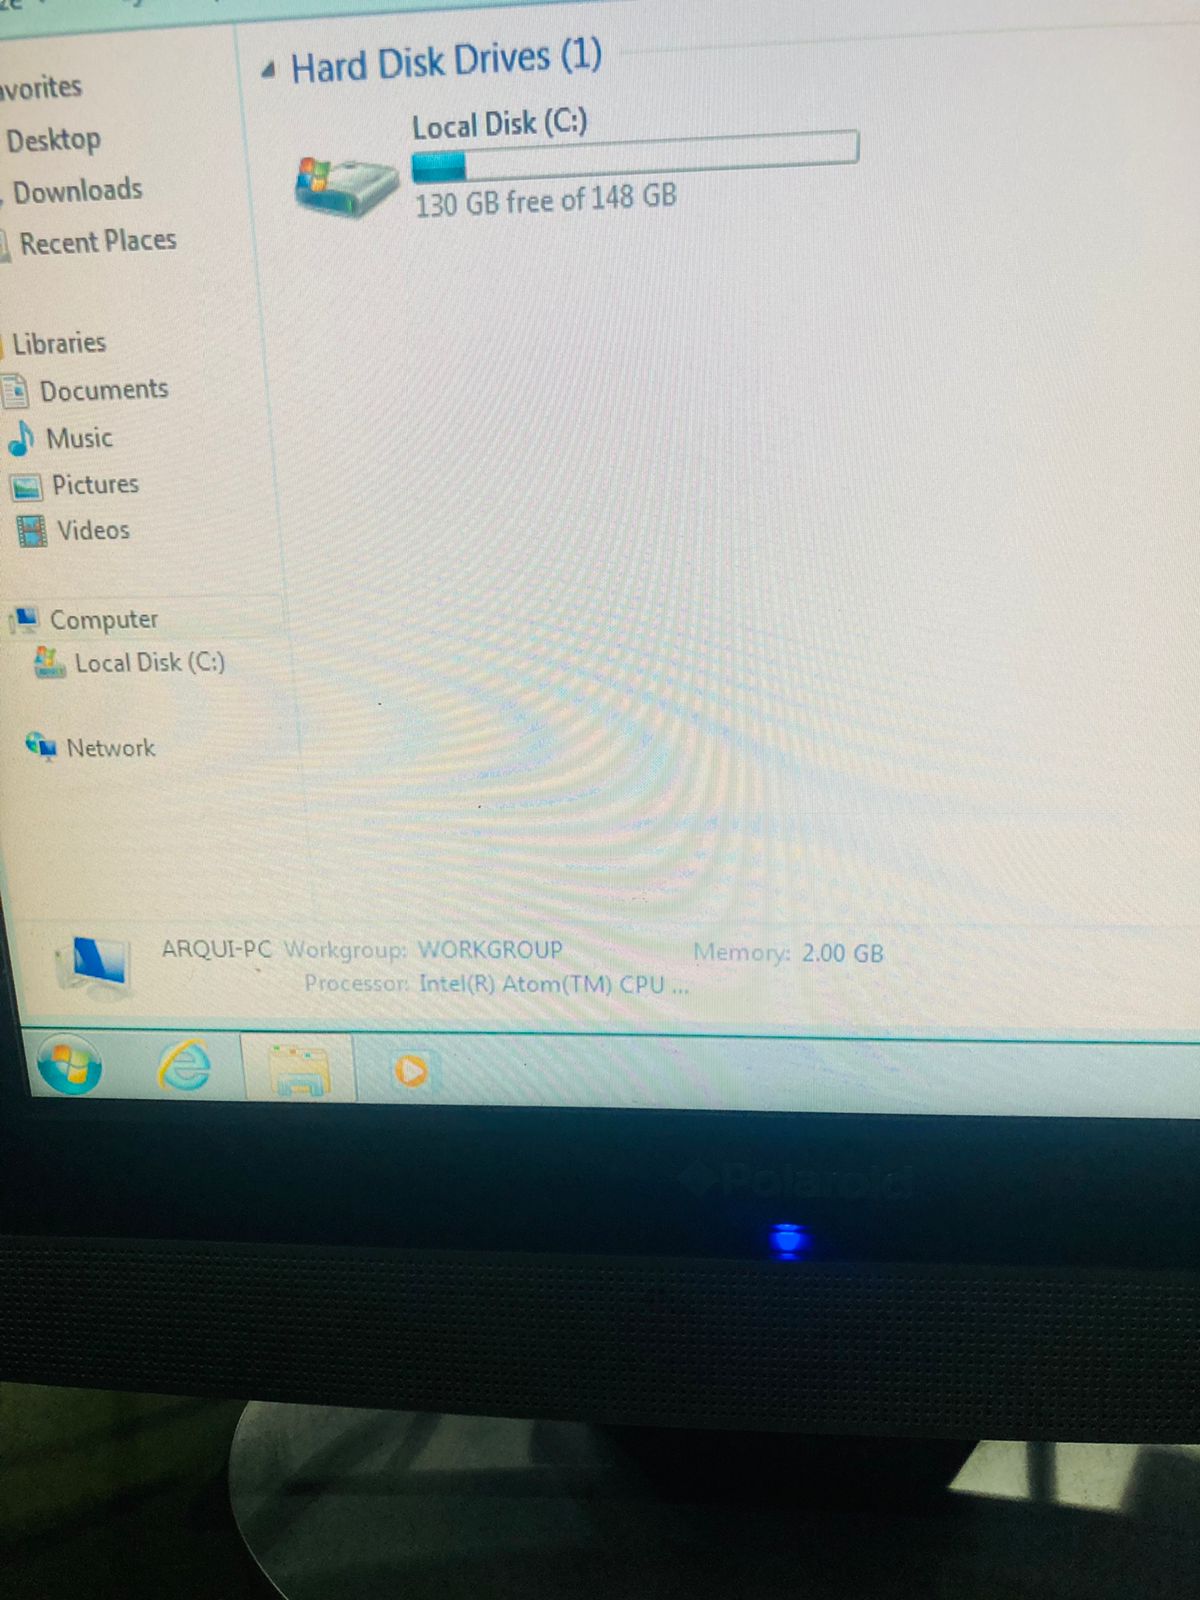 avorites
Desktop
Downloads
Recent Places
Libraries
Documents
Music
Pictures
Videos
Computer
Local Disk (C:)
Network
Hard Disk Drives (1)
Local Disk (C:)
130 GB free of 148 GB
ARQUI-PC Workgroup: WORKGROUP Memory: 2.00 GB
Processor: Intel(R) Atom(TM) CPU ...
Polaroid